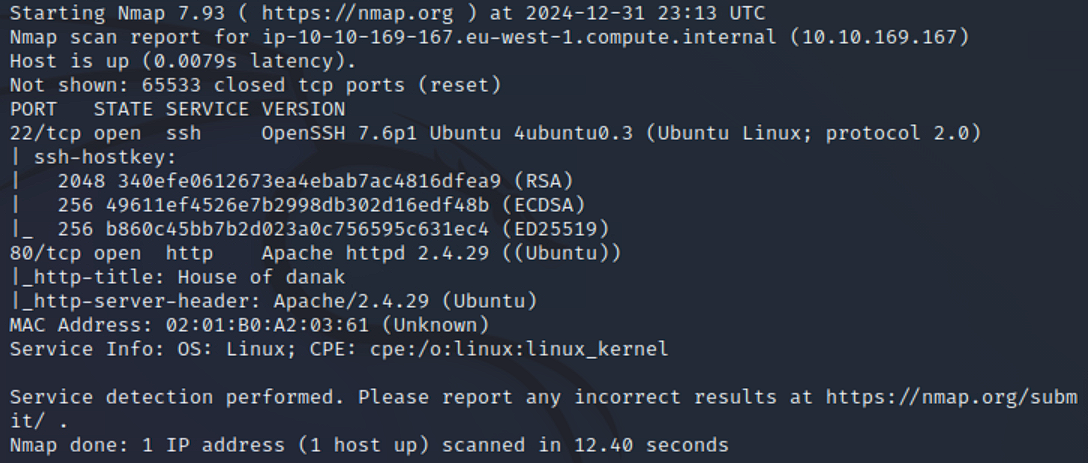 Starting Nmap 7.93 ( https://nmap.org ) at 2024-12-31 23:13 UTC
Nmap scan report for ip-10-10-169-167.eu-west-1.compute.internal (10.10.169.167)
Host is up (0.0079s latency).
Not shown: 65533 closed tcp ports (reset)
PORT   STATE SERVICE VERSION
22/tcp open  ssh     OpenSSH 7.6p1 Ubuntu 4ubuntu0.3 (Ubuntu Linux; protocol 2.0)
| ssh-hostkey:
|   2048 340efe0612673ea4ebab7ac4816dfea9 (RSA)
|   256 49611ef4526e7b2998db302d16edf48b (ECDSA)
|_  256 b860c45bb7b2d023a0c756595c631ec4 (ED25519)
80/tcp open  http    Apache httpd 2.4.29 ((Ubuntu))
|_http-title: House of danak
|_http-server-header: Apache/2.4.29 (Ubuntu)
MAC Address: 02:01:B0:A2:03:61 (Unknown)
Service Info: OS: Linux; CPE: cpe:/o:linux:linux_kernel

Service detection performed. Please report any incorrect results at https://nmap.org/subm
it/ .
Nmap done: 1 IP address (1 host up) scanned in 12.40 seconds